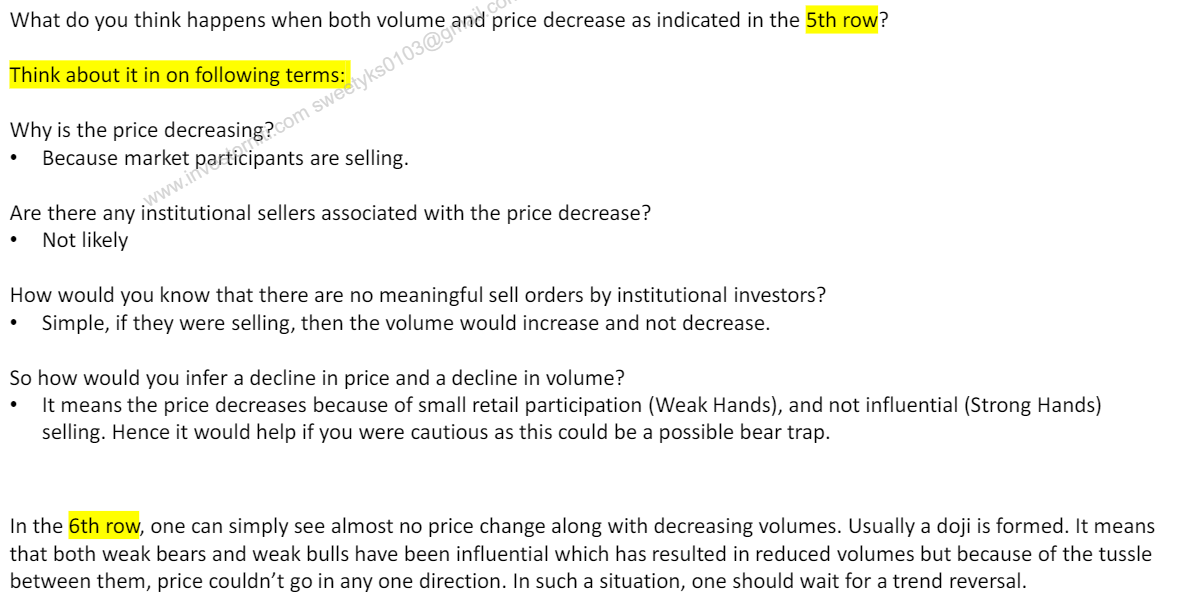 What do you think happens when both volume and price decrease as indicated in the 5th row?
Think about it in on following terms:
Why is the price decreasing?
• Because market participants are selling.
Are there any institutional sellers associated with the price decrease?
• Not likely
How would you know that there are no meaningful sell orders by institutional investors?
• Simple, if they were selling, then the volume would increase and not decrease.
So how would you infer a decline in price and a decline in volume?
• It means the price decreases because of small retail participation (Weak Hands), and not influential (Strong Hands)
selling. Hence it would help if you were cautious as this could be a possible bear trap.
In the 6th row, one can simply see almost no price change along with decreasing volumes. Usually a doji is formed. It means
that both weak bears and weak bulls have been influential which has resulted in reduced volumes but because of the tussle
between them, price couldn’t go in any one direction. In such a situation, one should wait for a trend reversal.